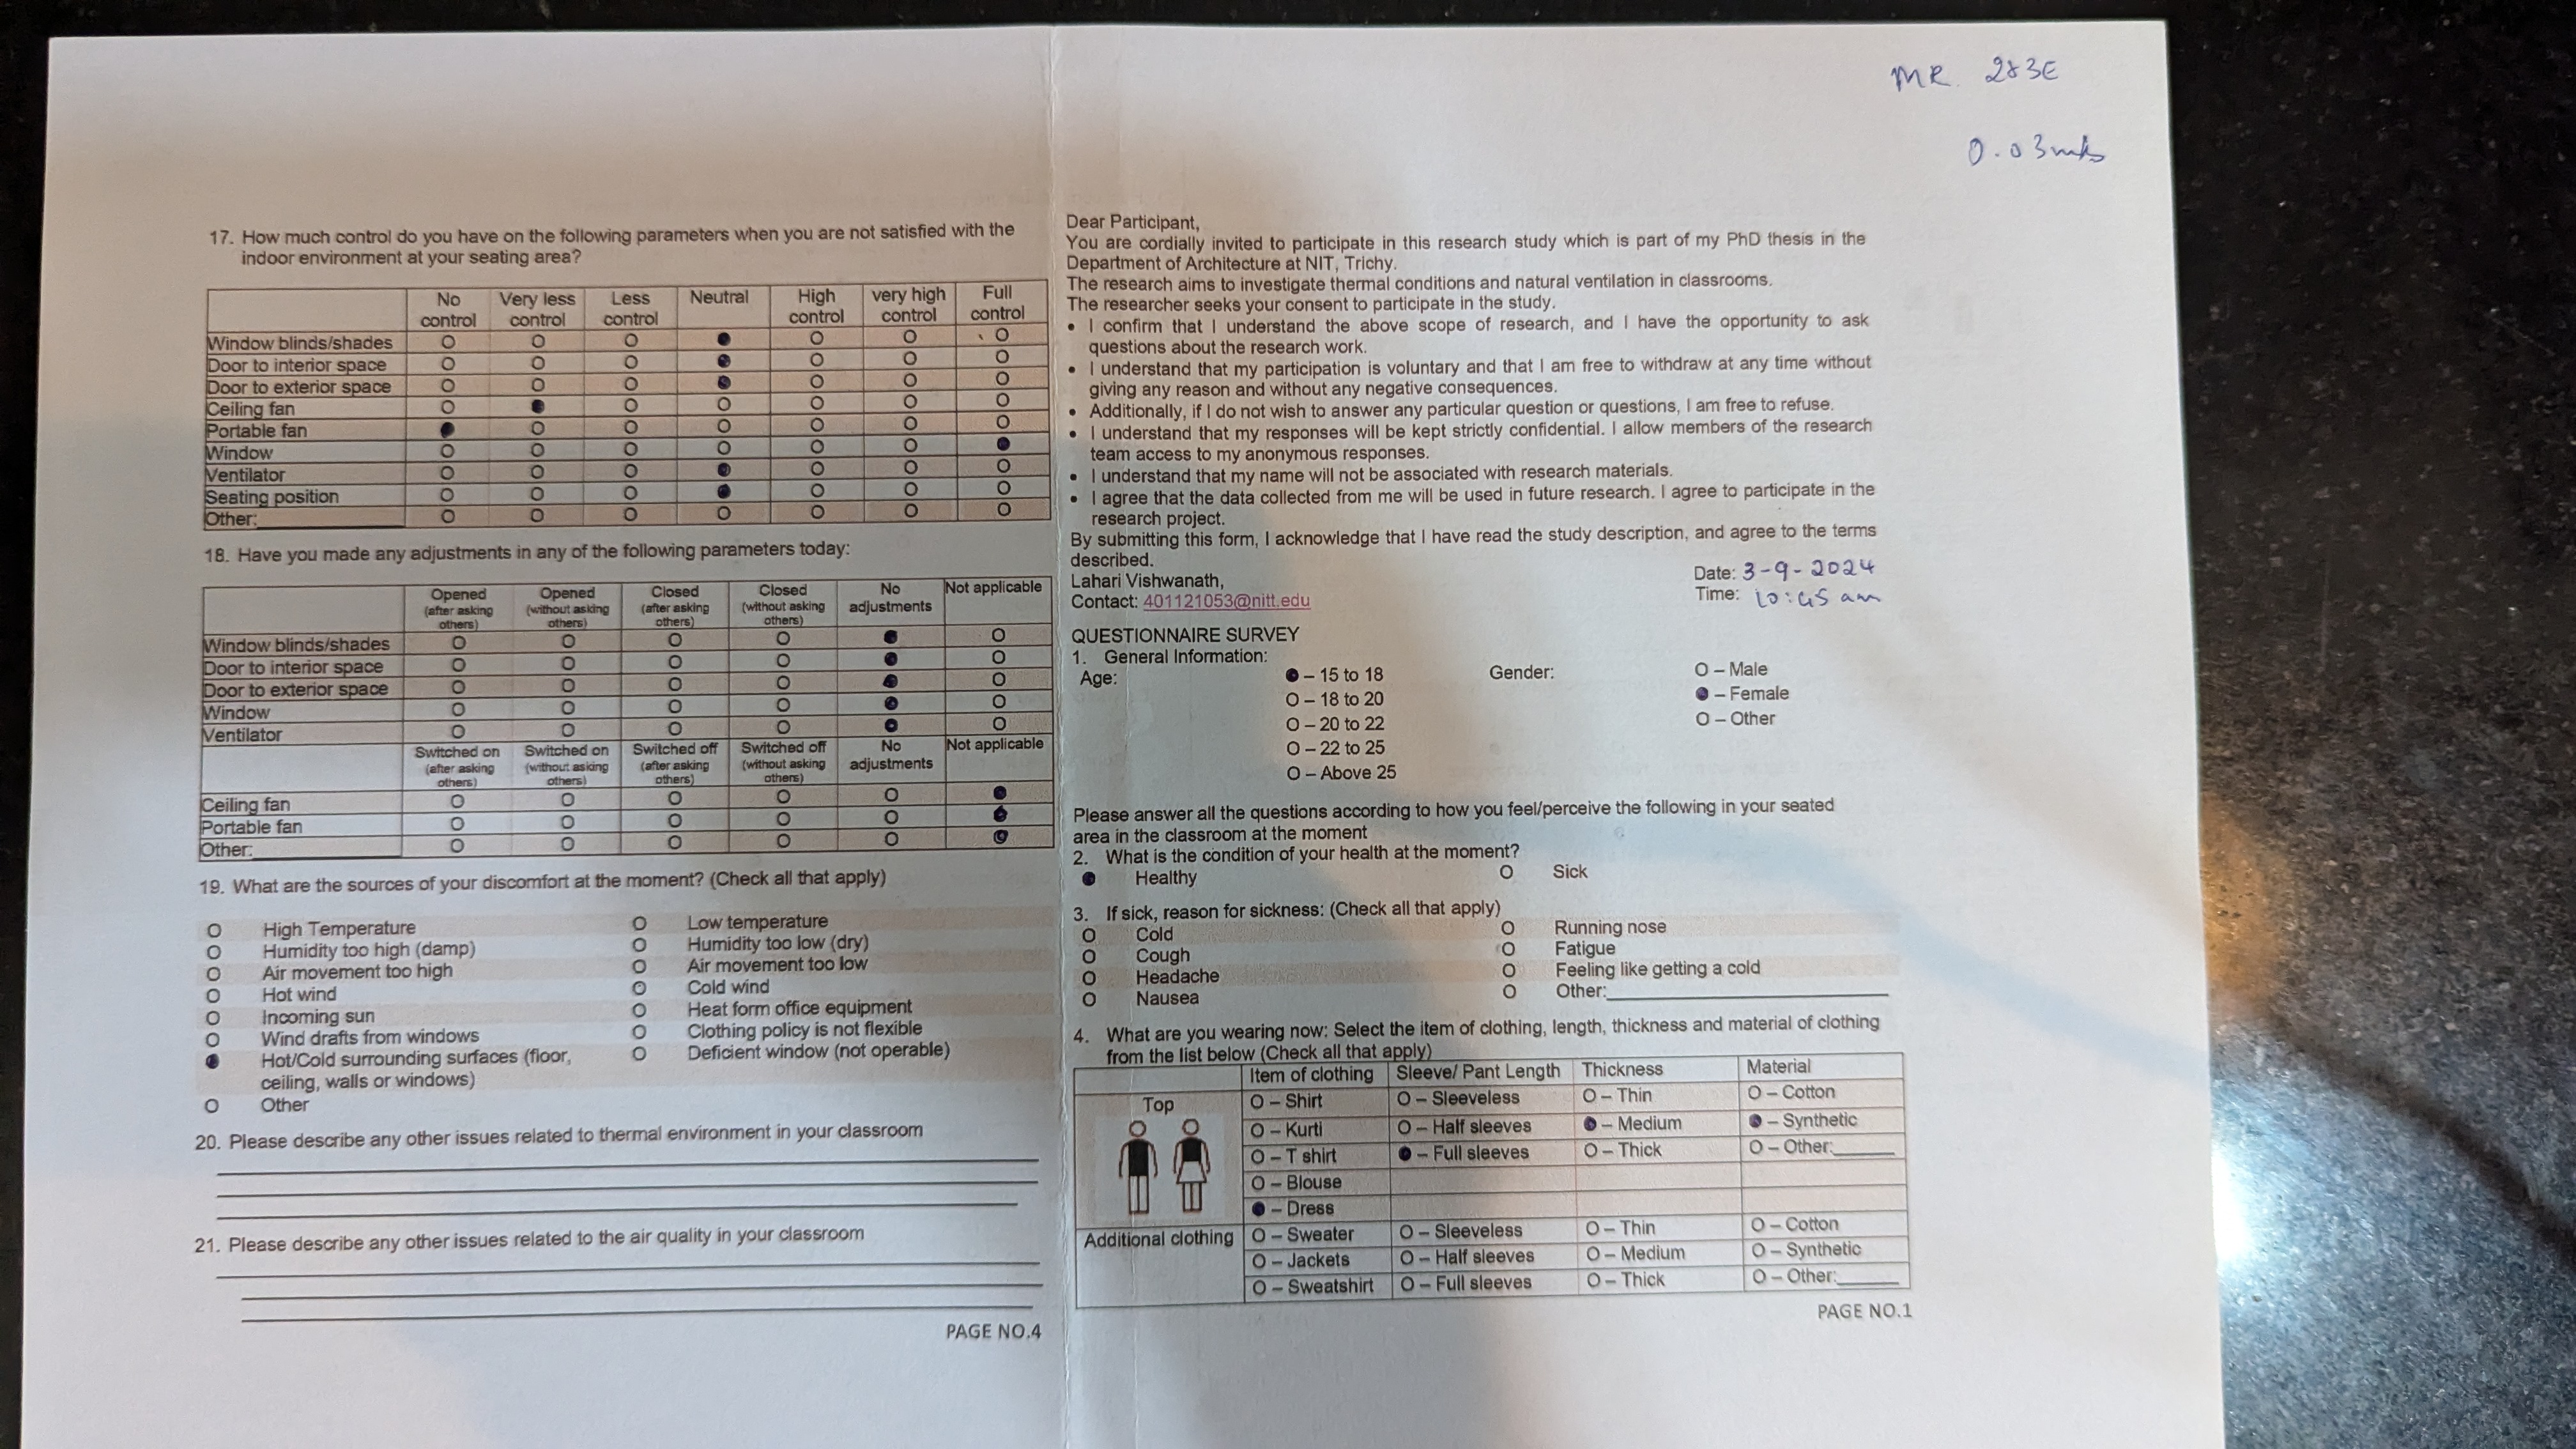 MR 283E
0.03m/s
17. How much control do you have on the following parameters when you are not satisfied with the
indoor environment at your seating area?
No control Very less control Less control Neutral High control very high control Full control
Window blinds/shades O O O ● O O O
Door to interior space O O O ● O O O
Door to exterior space O O O ● O O O
Ceiling fan O ● O O O O O
Portable fan ● O O O O O O
Window O O O O O O ●
Ventilator O O O ● O O O
Seating position O O O ● O O O
Other: O O O O O O O
18. Have you made any adjustments in any of the following parameters today:
Opened (after asking others) Opened (without asking others) Closed (after asking others) Closed (without asking others) No adjustments Not applicable
Window blinds/shades O O O O ● O
Door to interior space O O O O ● O
Door to exterior space O O O O ● O
Window O O O O ● O
Ventilator O O O O ● O
Switched on (after asking others) Switched on (without asking others) Switched off (after asking others) Switched off (without asking others) No adjustments Not applicable
Ceiling fan O O O O O ●
Portable fan O O O O O ●
Other: O O O O O ●
19. What are the sources of your discomfort at the moment? (Check all that apply)
O High Temperature O Low temperature
O Humidity too high (damp) O Humidity too low (dry)
O Air movement too high O Air movement too low
O Hot wind O Cold wind
O Incoming sun O Heat form office equipment
O Wind drafts from windows O Clothing policy is not flexible
● Hot/Cold surrounding surfaces (floor, O Deficient window (not operable)
ceiling, walls or windows)
O Other
20. Please describe any other issues related to thermal environment in your classroom
21. Please describe any other issues related to the air quality in your classroom
PAGE NO.4
Dear Participant,
You are cordially invited to participate in this research study which is part of my PhD thesis in the
Department of Architecture at NIT, Trichy.
The research aims to investigate thermal conditions and natural ventilation in classrooms.
The researcher seeks your consent to participate in the study.
• I confirm that I understand the above scope of research, and I have the opportunity to ask
questions about the research work.
• I understand that my participation is voluntary and that I am free to withdraw at any time without
giving any reason and without any negative consequences.
• Additionally, if I do not wish to answer any particular question or questions, I am free to refuse.
• I understand that my responses will be kept strictly confidential. I allow members of the research
team access to my anonymous responses.
• I understand that my name will not be associated with research materials.
• I agree that the data collected from me will be used in future research. I agree to participate in the
research project.
By submitting this form, I acknowledge that I have read the study description, and agree to the terms
described.
Lahari Vishwanath, Date: 3-9-2024
Contact: 401121053@nitt.edu Time: 10:45 am
QUESTIONNAIRE SURVEY
1. General Information:
Age: ● – 15 to 18 Gender: O – Male
O – 18 to 20 ● – Female
O – 20 to 22 O – Other
O – 22 to 25
O – Above 25
Please answer all the questions according to how you feel/perceive the following in your seated
area in the classroom at the moment
2. What is the condition of your health at the moment?
● Healthy O Sick
3. If sick, reason for sickness: (Check all that apply)
O Cold O Running nose
O Cough O Fatigue
O Headache O Feeling like getting a cold
O Nausea O Other:
4. What are you wearing now: Select the item of clothing, length, thickness and material of clothing
from the list below (Check all that apply)
Item of clothing Sleeve/ Pant Length Thickness Material
Top O – Shirt O – Sleeveless O – Thin O – Cotton
O – Kurti O – Half sleeves ● – Medium ● – Synthetic
O – T shirt ● – Full sleeves O – Thick O – Other:
O – Blouse
● – Dress
Additional clothing O – Sweater O – Sleeveless O – Thin O – Cotton
O – Jackets O – Half sleeves O – Medium O – Synthetic
O – Sweatshirt O – Full sleeves O – Thick O – Other:
PAGE NO.1